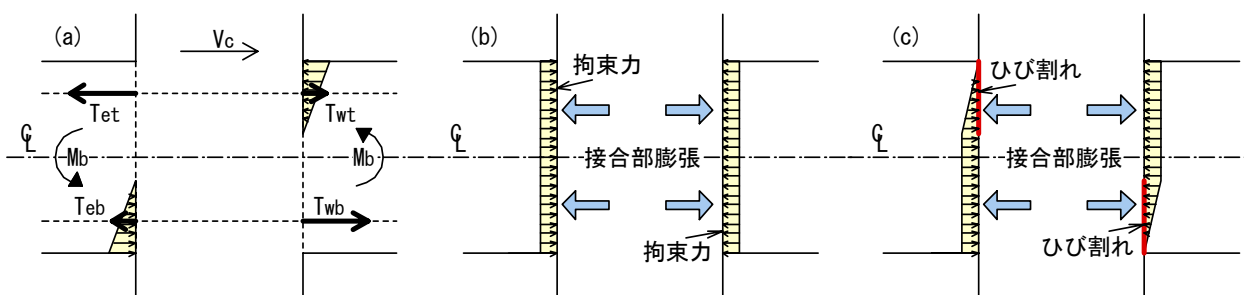 (a)
Vc
Tet
Twt
℄
Mb
Mb
Teb
Twb
(b)
拘束力
℄
接合部膨張
拘束力
(c)
ひび割れ
℄
接合部膨張
ひび割れ